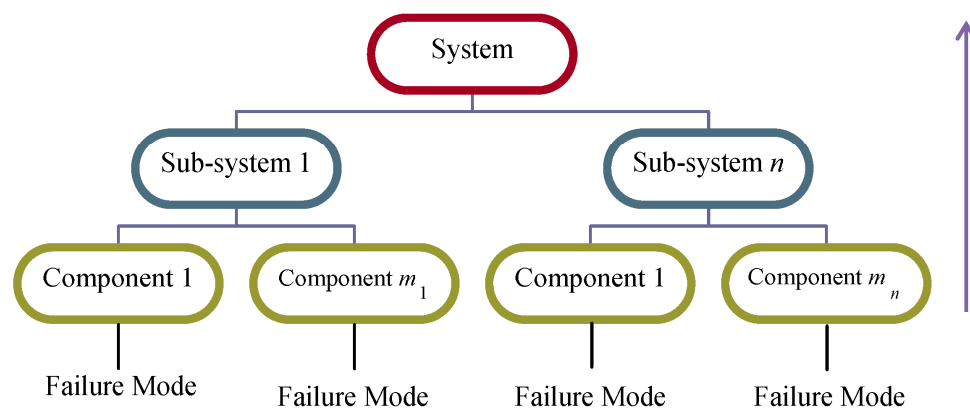 System
Sub-system 1
Sub-system n
Component 1
Component m1
Component 1
Component mn
Failure Mode
Failure Mode
Failure Mode
Failure Mode